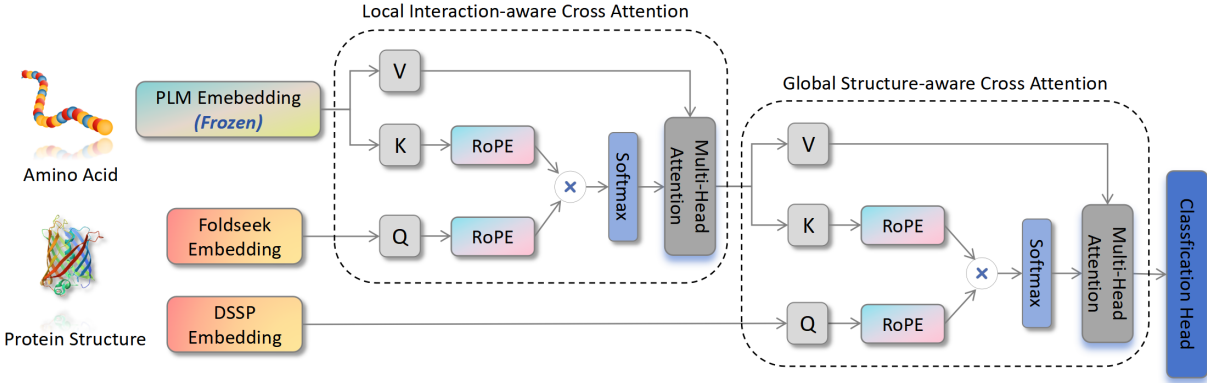 Local Interaction-aware Cross Attention
Amino Acid
PLM Emebedding
(Frozen)
V
K
RoPE
Softmax
Multi-Head
Attention
Foldseek
Embedding
Q
RoPE
Protein Structure
DSSP
Embedding
Global Structure-aware Cross Attention
V
K
RoPE
Softmax
Multi-Head
Attention
Q
RoPE
Classfication Head